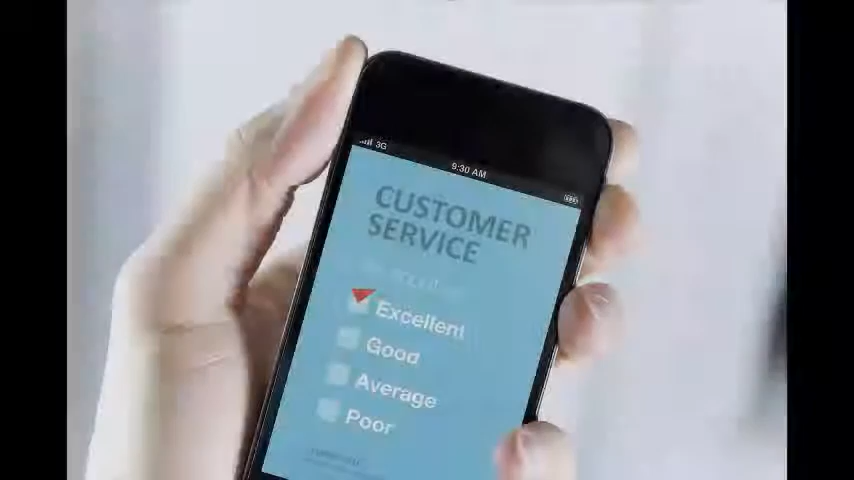 3G
9:30 AM
CUSTOMER
SERVICE
Excellent
Good
Average
Poor